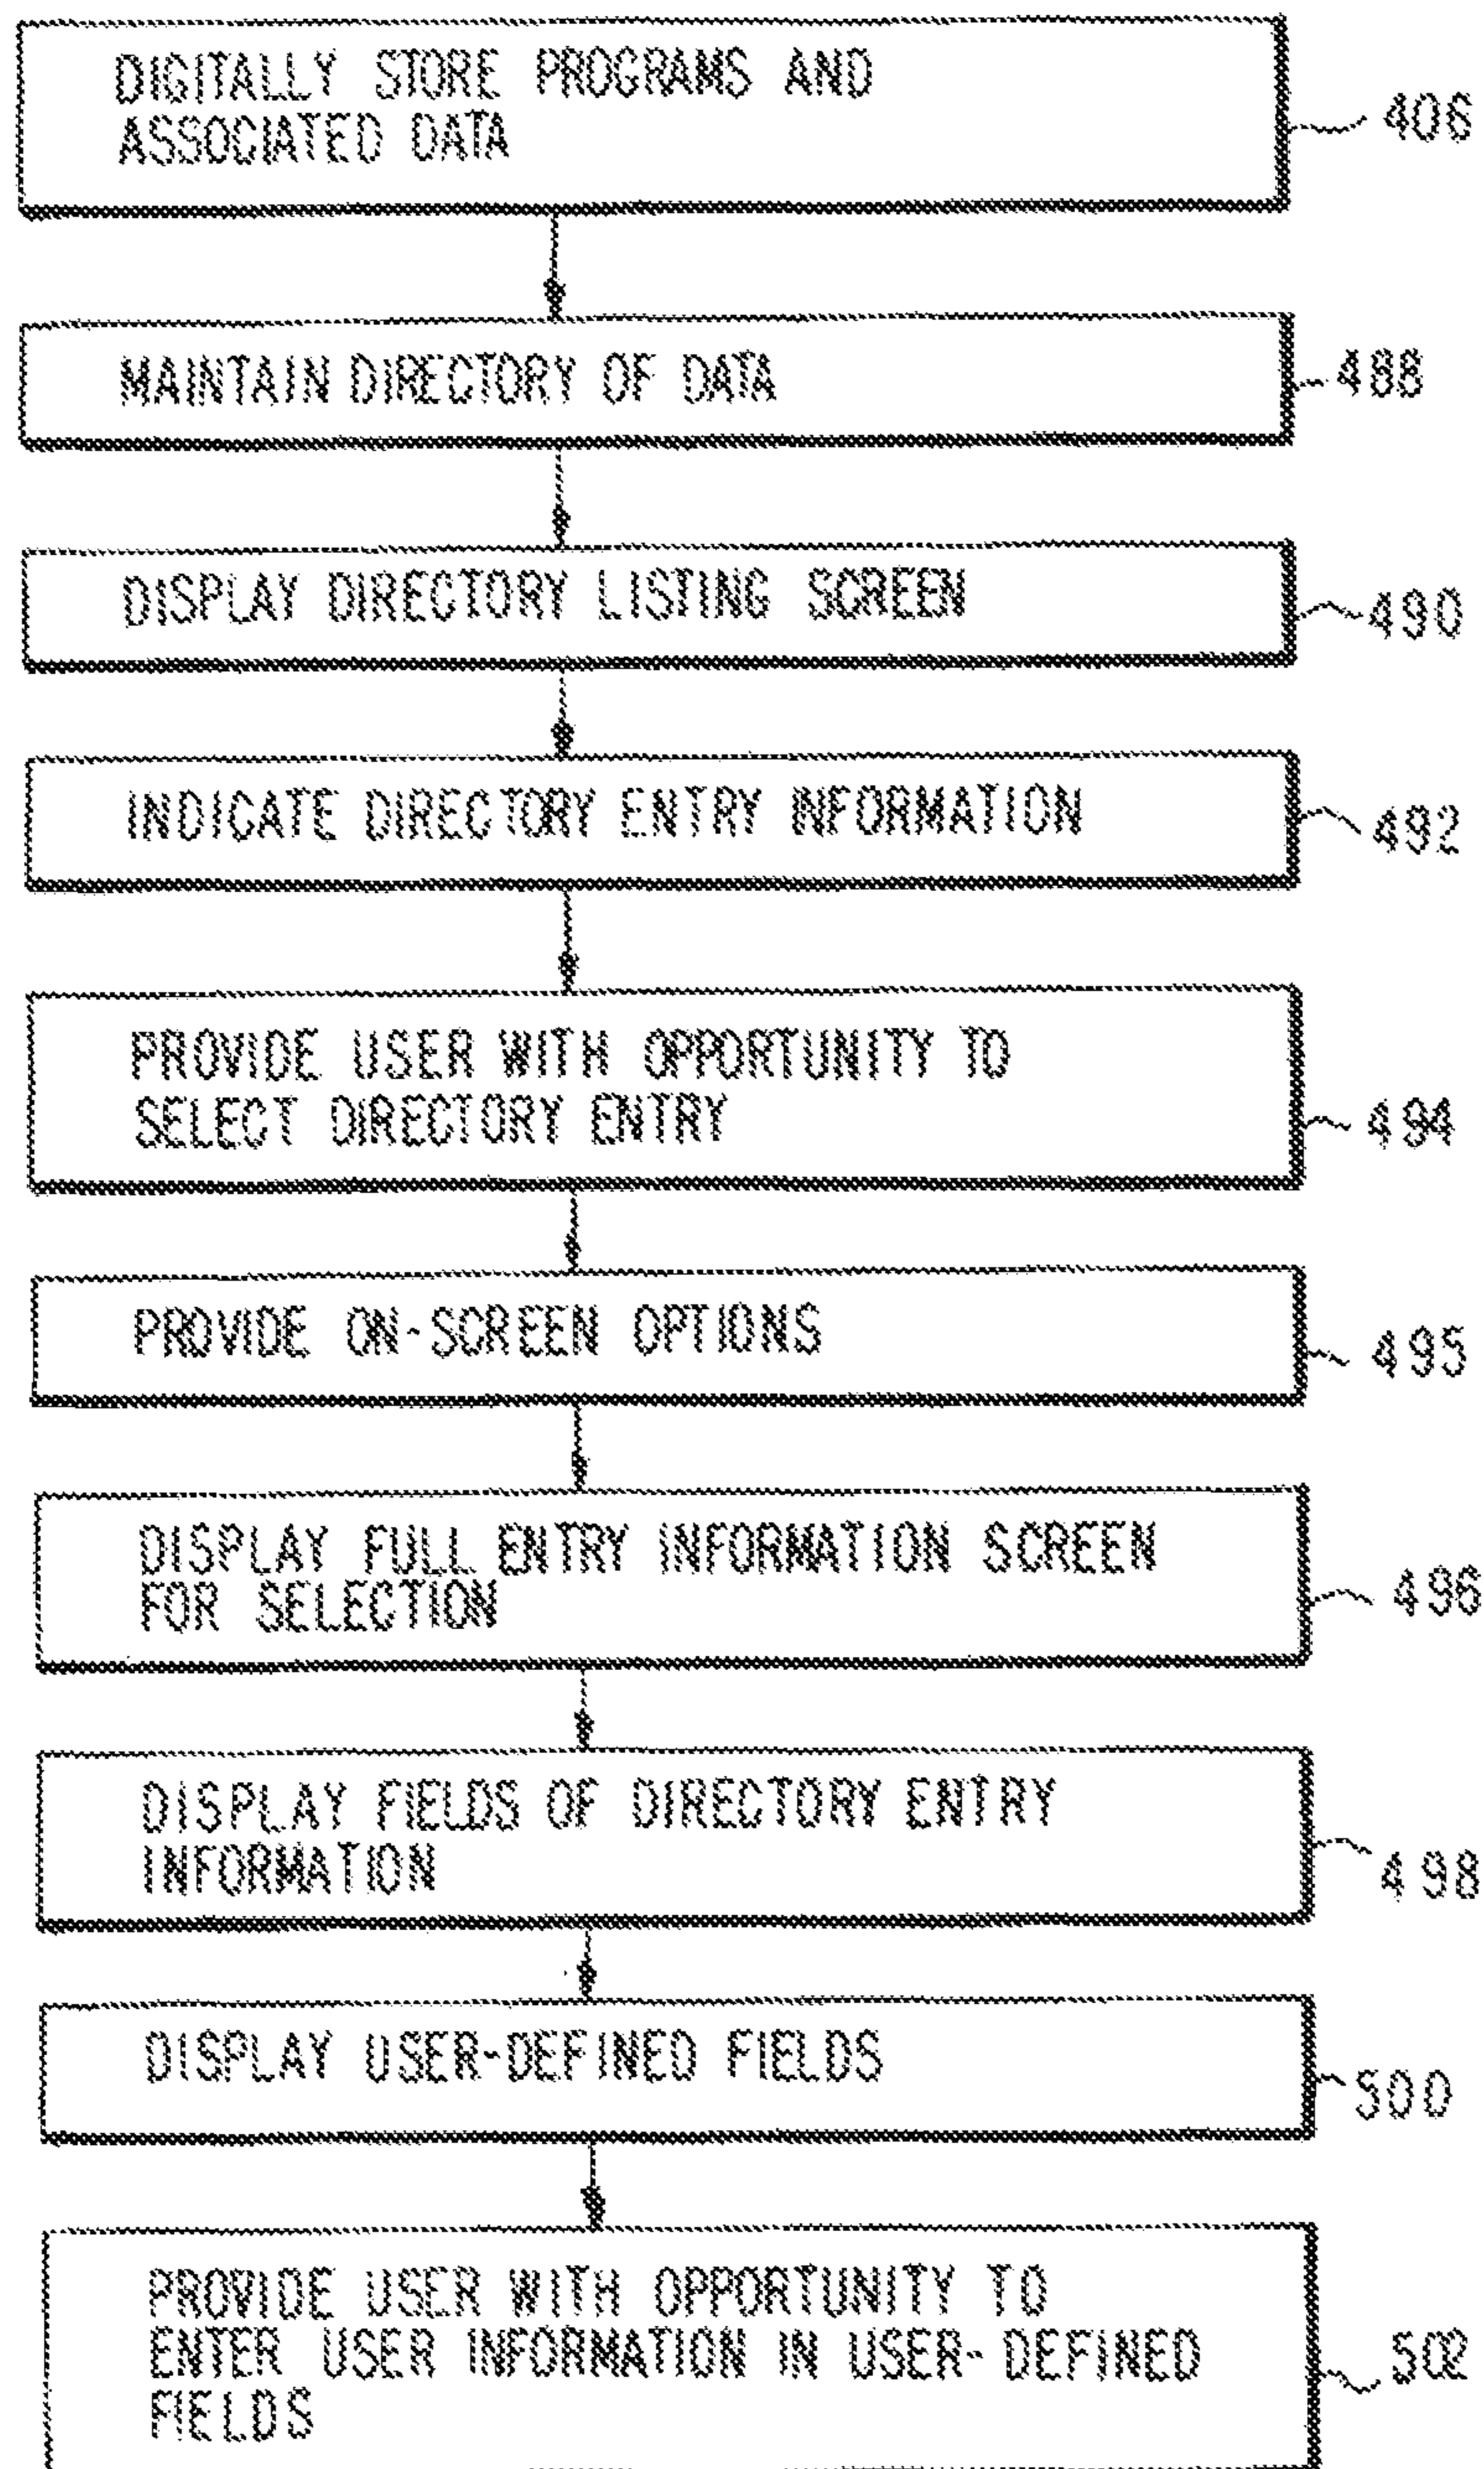 DIGITALLY STORE PROGRAMS AND
ASSOCIATED DATA
406
MAINTAIN DIRECTORY OF DATA
488
DISPLAY DIRECTORY LISTING SCREEN
490
INDICATE DIRECTORY ENTRY INFORMATION
492
PROVIDE USER WITH OPPORTUNITY TO
SELECT DIRECTORY ENTRY
494
PROVIDE ON-SCREEN OPTIONS
495
DISPLAY FULL ENTRY INFORMATION SCREEN
FOR SELECTION
496
DISPLAY FIELDS OF DIRECTORY ENTRY
INFORMATION
498
DISPLAY USER-DEFINED FIELDS
500
PROVIDE USER WITH OPPORTUNITY TO
ENTER USER INFORMATION IN USER-DEFINED
FIELDS
502